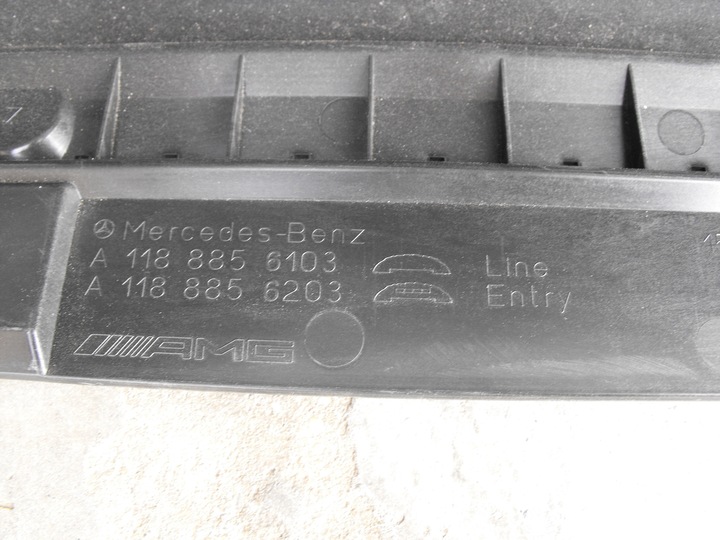 Mercedes-Benz
A 118 885 6103 Line
A 118 885 6203 Entry
AMG